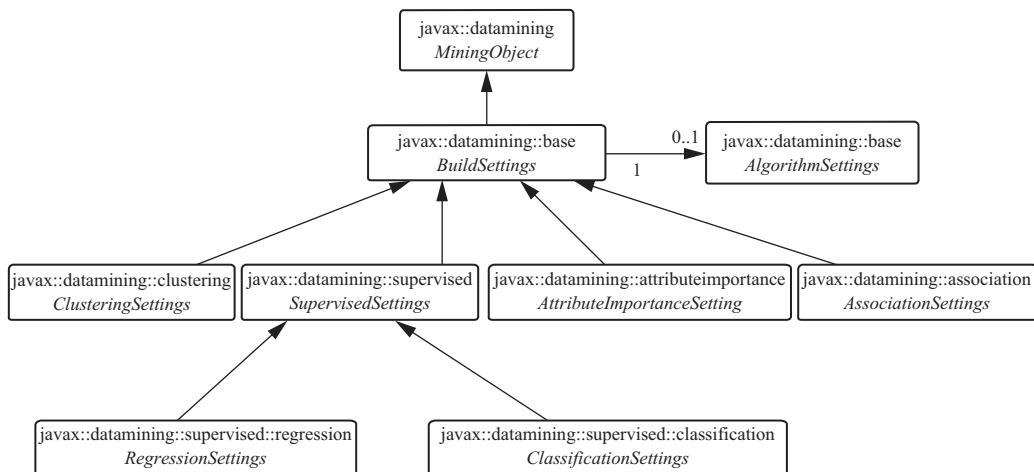 javax::datamining
MiningObject
javax::datamining::base
BuildSettings
0..1
1
javax::datamining::base
AlgorithmSettings
javax::datamining::clustering
ClusteringSettings
javax::datamining::supervised
SupervisedSettings
javax::datamining::attributeimportance
AttributeImportanceSetting
javax::datamining::association
AssociationSettings
javax::datamining::supervised::regression
RegressionSettings
javax::datamining::supervised::classification
ClassificationSettings